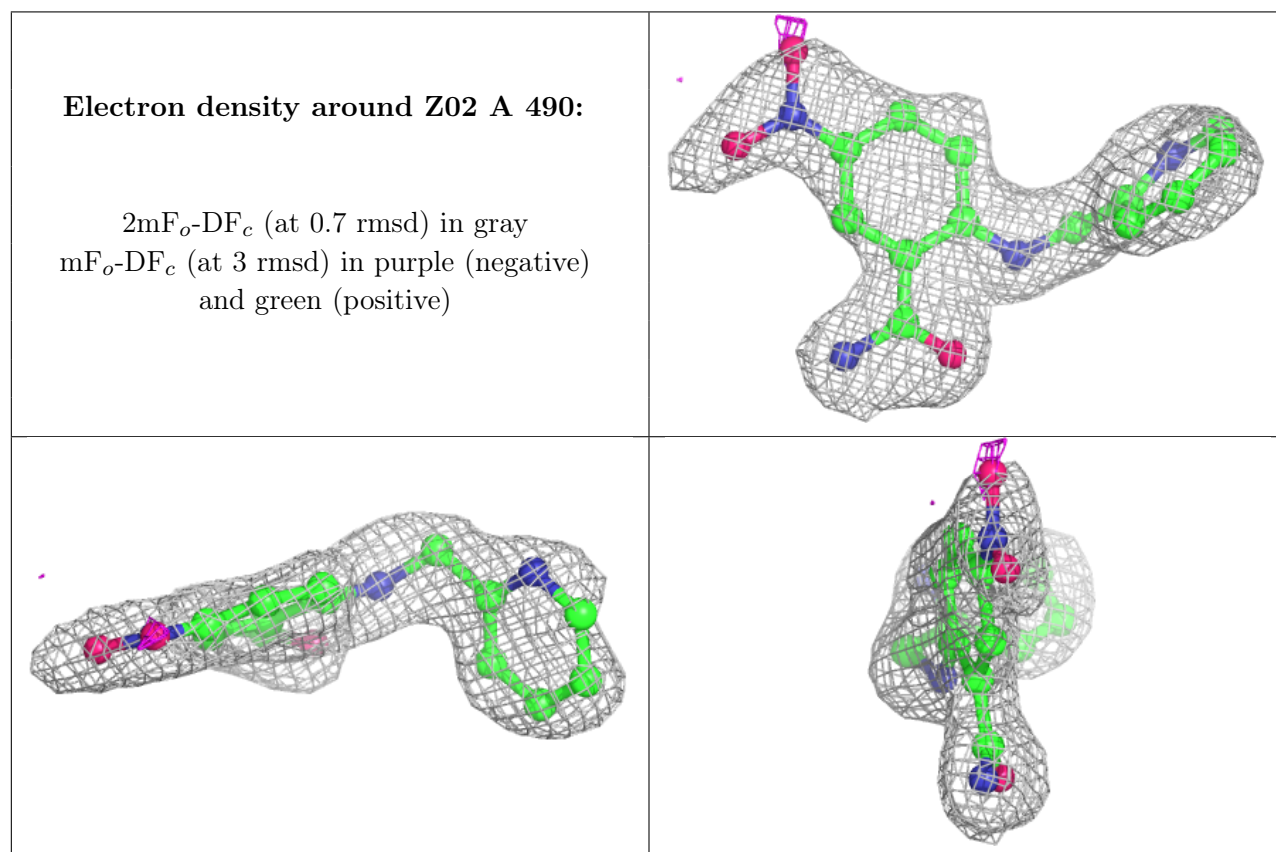 Electron density around Z02 A 490:
2mFo-DFc (at 0.7 rmsd) in gray
mFo-DFc (at 3 rmsd) in purple (negative)
and green (positive)